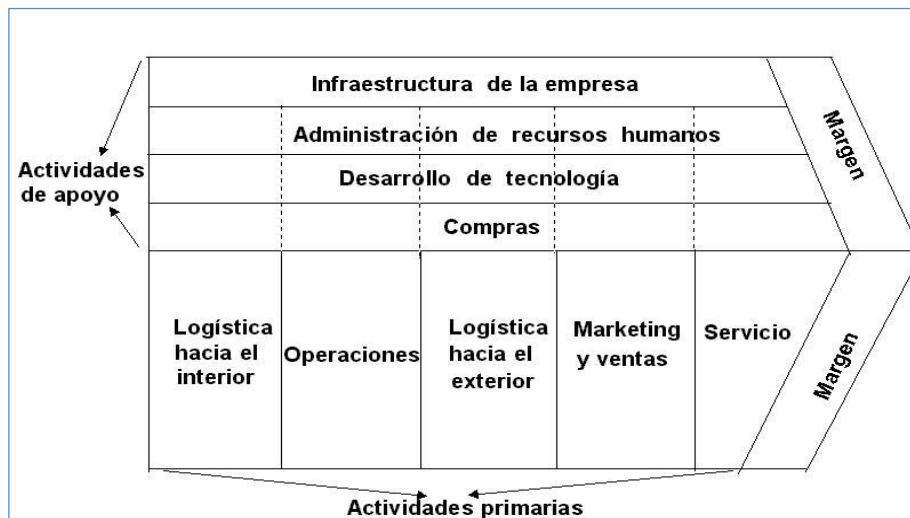 Infraestructura de la empresa
Administración de recursos humanos
Desarrollo de tecnología
Compras
Actividades
de apoyo
Margen
Logística
hacia el
interior
Operaciones
Logística
hacia el
exterior
Marketing
y ventas
Servicio
Margen
Actividades primarias